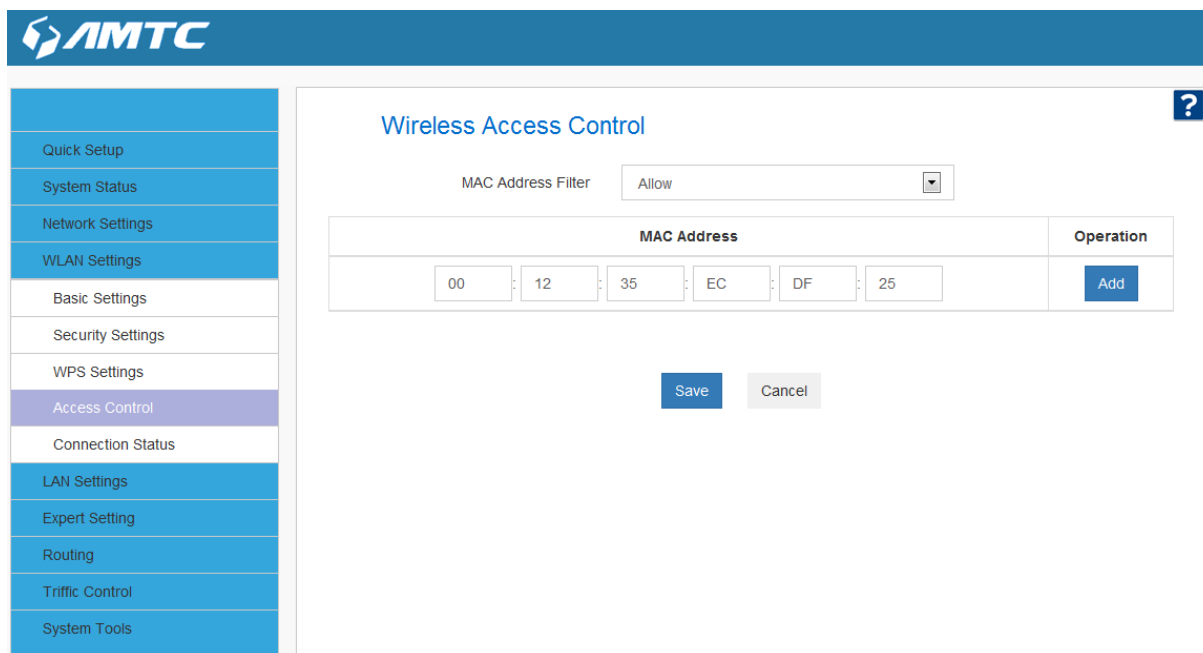 AMTC
?
Quick Setup
System Status
Network Settings
WLAN Settings
Basic Settings
Security Settings
WPS Settings
Access Control
Connection Status
LAN Settings
Expert Setting
Routing
Triffic Control
System Tools
Wireless Access Control
MAC Address Filter Allow
MAC Address Operation
00 : 12 : 35 : EC : DF : 25 Add
Save Cancel